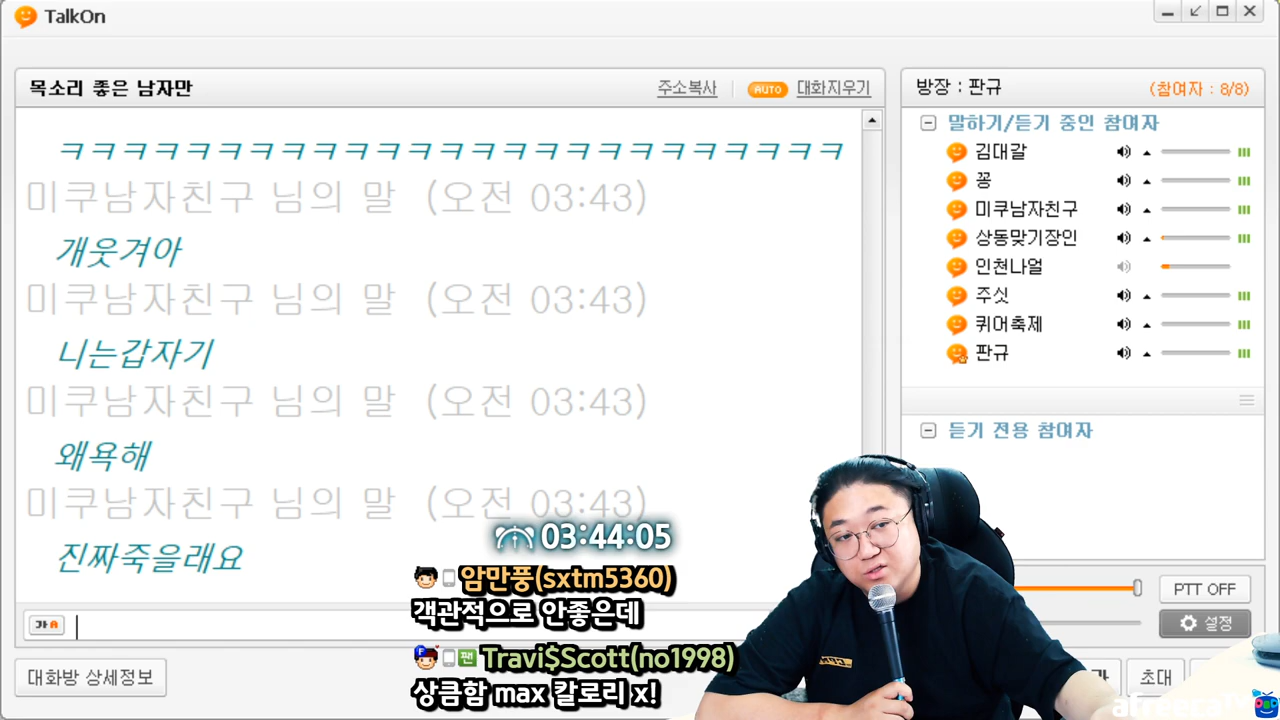 TalkOn
목소리 좋은 남자만
주소복사
AUTO
대화지우기
ㅋㅋㅋㅋㅋㅋㅋㅋㅋㅋㅋㅋㅋㅋㅋㅋㅋㅋㅋㅋㅋㅋㅋㅋㅋ
미쿠남자친구 님의 말 (오전 03:43)
개웃겨아
미쿠남자친구 님의 말 (오전 03:43)
니는갑자기
미쿠남자친구 님의 말 (오전 03:43)
왜욕해
미쿠남자친구 님의 말 (오전 03:43)
진짜죽을래요
가A
대화방 상세정보
방장 : 판규
(참여자 : 8/8)
말하기/듣기 중인 참여자
김대갈
꽁
미쿠남자친구
상동맞기장인
인천나얼
주싯
퀴어축제
판규
듣기 전용 참여자
PTT OFF
설정
초대
03:44:05
암만풍(sxtm5360)
객관적으로 안좋은데
F 팬 Travi$Scott(no1998)
상큼함 max 칼로리 x!
afreecaTV